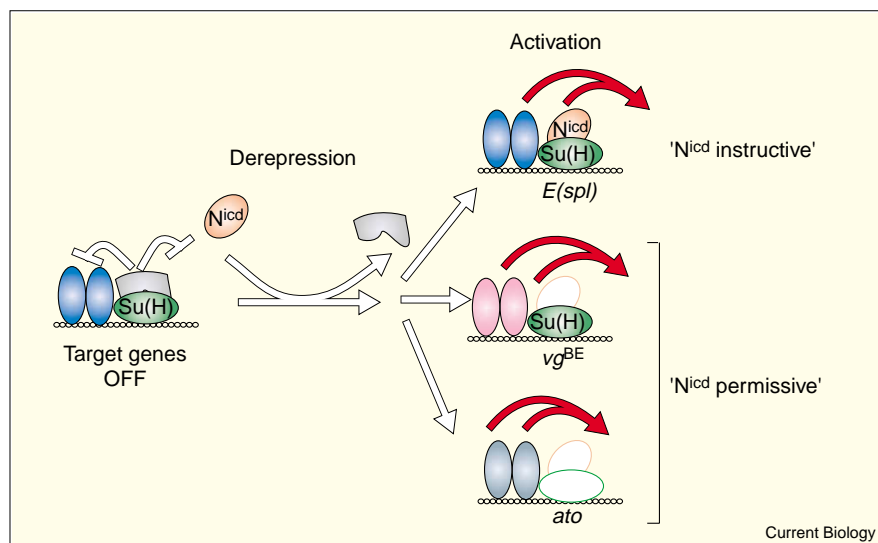 Activation
Nicd
Su(H)
E(spl)
'Nicd instructive'
Derepression
Nicd
Su(H)
Target genes
OFF
Su(H)
vgBE
'Nicd permissive'
ato
Current Biology